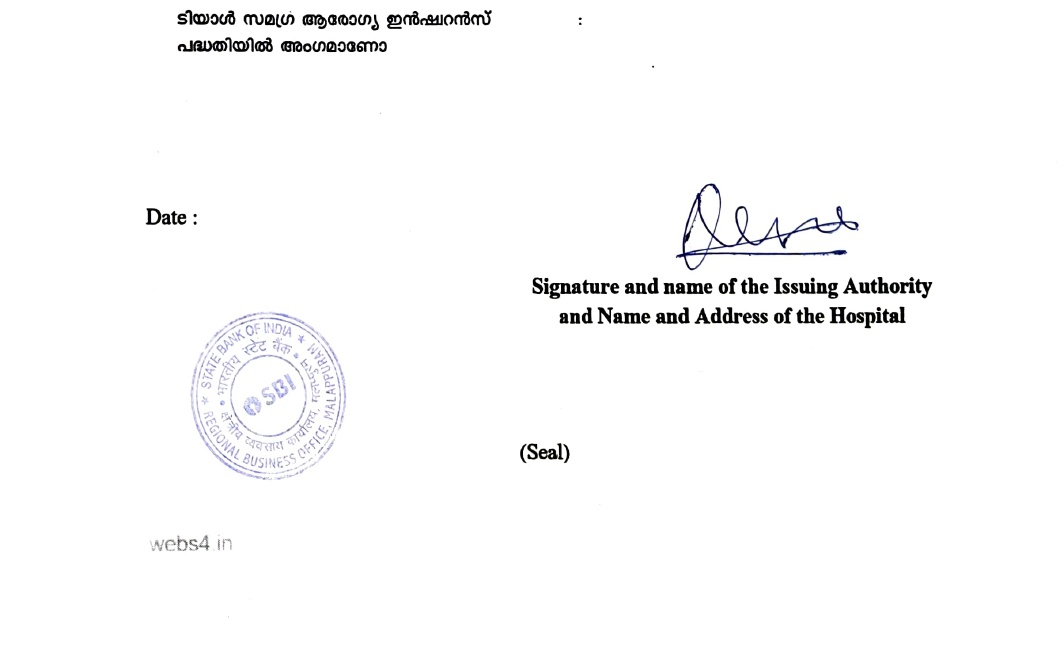 ടിയാൾ സമഗ്ര ആരോഗ്യ ഇൻഷ്വറൻസ് :
പദ്ധതിയിൽ അംഗമാണോ
Date :
Signature and name of the Issuing Authority
and Name and Address of the Hospital
★ STATE BANK OF INDIA ★
REGIONAL BUSINESS OFFICE, MALAPPURAM
भारतीय स्टेट बैंक
क्षेत्रीय व्यवसाय कार्यालय, मलप्पुरम
SBI
(Seal)
webs4.in